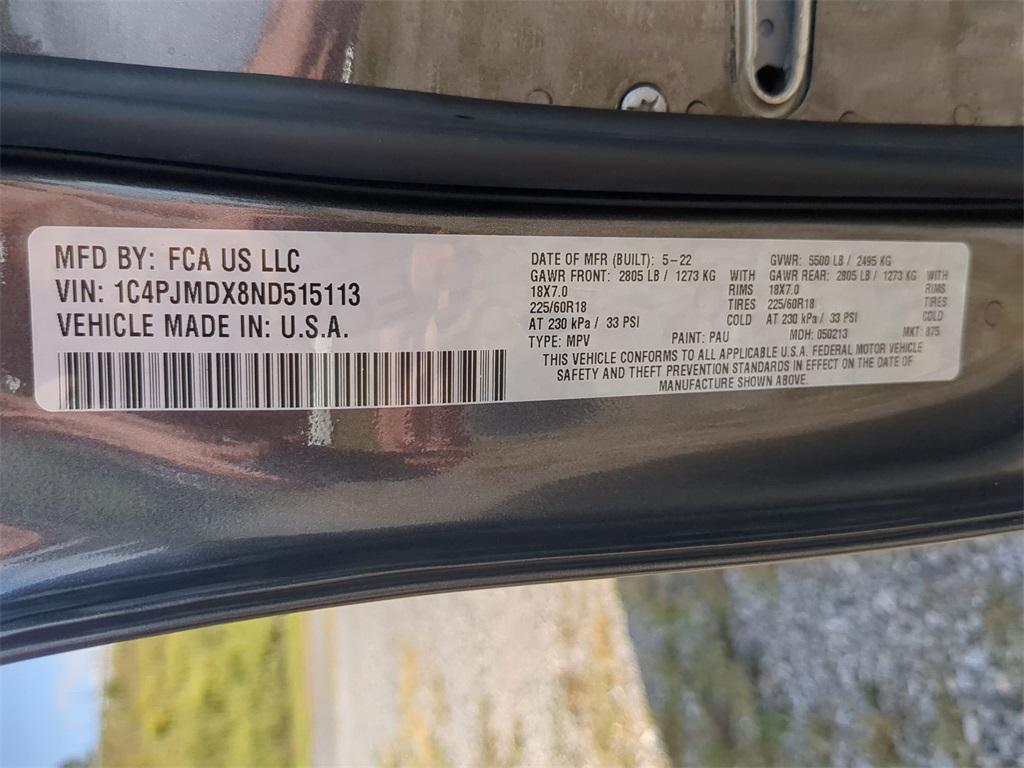 MFD BY: FCA US LLC
VIN: 1C4PJMDX8ND515113
VEHICLE MADE IN: U.S.A.
DATE OF MFR (BUILT): 5-22 GVWR: 5500 LB / 2495 KG
GAWR FRONT: 2805 LB / 1273 KG WITH GAWR REAR: 2805 LB / 1273 KG WITH
18X7.0 RIMS 18X7.0 RIMS
225/60R18 TIRES 225/60R18 TIRES
AT 230 kPa / 33 PSI COLD AT 230 kPa / 33 PSI COLD
TYPE: MPV PAINT: PAU MDH: 050213 MKT: 875
THIS VEHICLE CONFORMS TO ALL APPLICABLE U.S.A. FEDERAL MOTOR VEHICLE
SAFETY AND THEFT PREVENTION STANDARDS IN EFFECT ON THE DATE OF
MANUFACTURE SHOWN ABOVE.